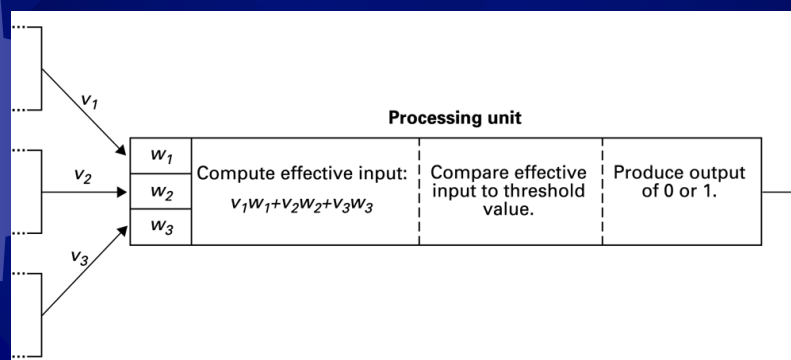 v1
Processing unit
w1
v2
w2
w3
v3
Compute effective input:
v1w1+v2w2+v3w3
Compare effective
input to threshold
value.
Produce output
of 0 or 1.